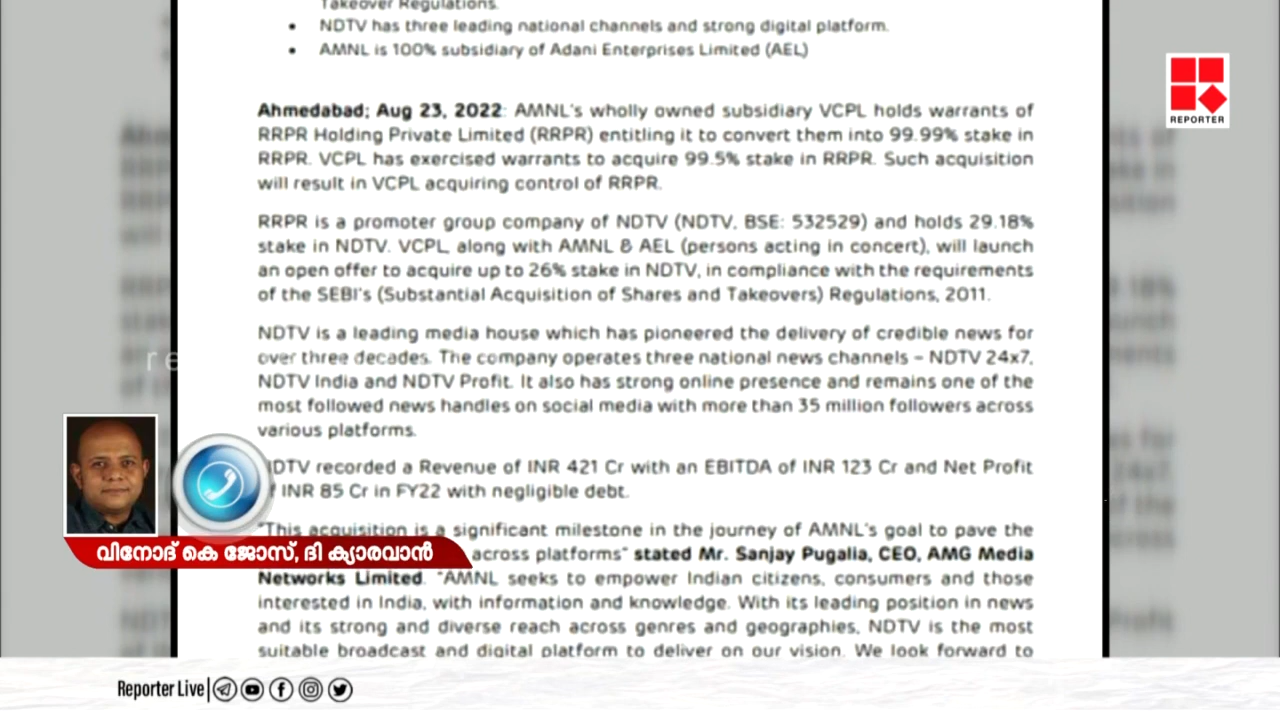 Takeover Regulations.
• NDTV has three leading national channels and strong digital platform.
• AMNL is 100% subsidiary of Adani Enterprises Limited (AEL)
REPORTER
Ahmedabad; Aug 23, 2022: AMNL's wholly owned subsidiary VCPL holds warrants of
RRPR Holding Private Limited (RRPR) entitling it to convert them into 99.99% stake in
RRPR. VCPL has exercised warrants to acquire 99.5% stake in RRPR. Such acquisition
will result in VCPL acquiring control of RRPR.
RRPR is a promoter group company of NDTV (NDTV, BSE: 532529) and holds 29.18%
stake in NDTV. VCPL, along with AMNL & AEL (persons acting in concert), will launch
an open offer to acquire up to 26% stake in NDTV, in compliance with the requirements
of the SEBI's (Substantial Acquisition of Shares and Takeovers) Regulations, 2011.
NDTV is a leading media house which has pioneered the delivery of credible news for
over three decades. The company operates three national news channels – NDTV 24x7,
NDTV India and NDTV Profit. It also has strong online presence and remains one of the
most followed news handles on social media with more than 35 million followers across
various platforms.
NDTV recorded a Revenue of INR 421 Cr with an EBITDA of INR 123 Cr and Net Profit
INR 85 Cr in FY22 with negligible debt.
"This acquisition is a significant milestone in the journey of AMNL's goal to pave the
across platforms" stated Mr. Sanjay Pugalia, CEO, AMG Media
Networks Limited. "AMNL seeks to empower Indian citizens, consumers and those
interested in India, with information and knowledge. With its leading position in news
and its strong and diverse reach across genres and geographies, NDTV is the most
suitable broadcast and digital platform to deliver on our vision. We look forward to
വിനോദ് കെ ജോസ്, ദി ക്യാരവാൻ
Reporter Live